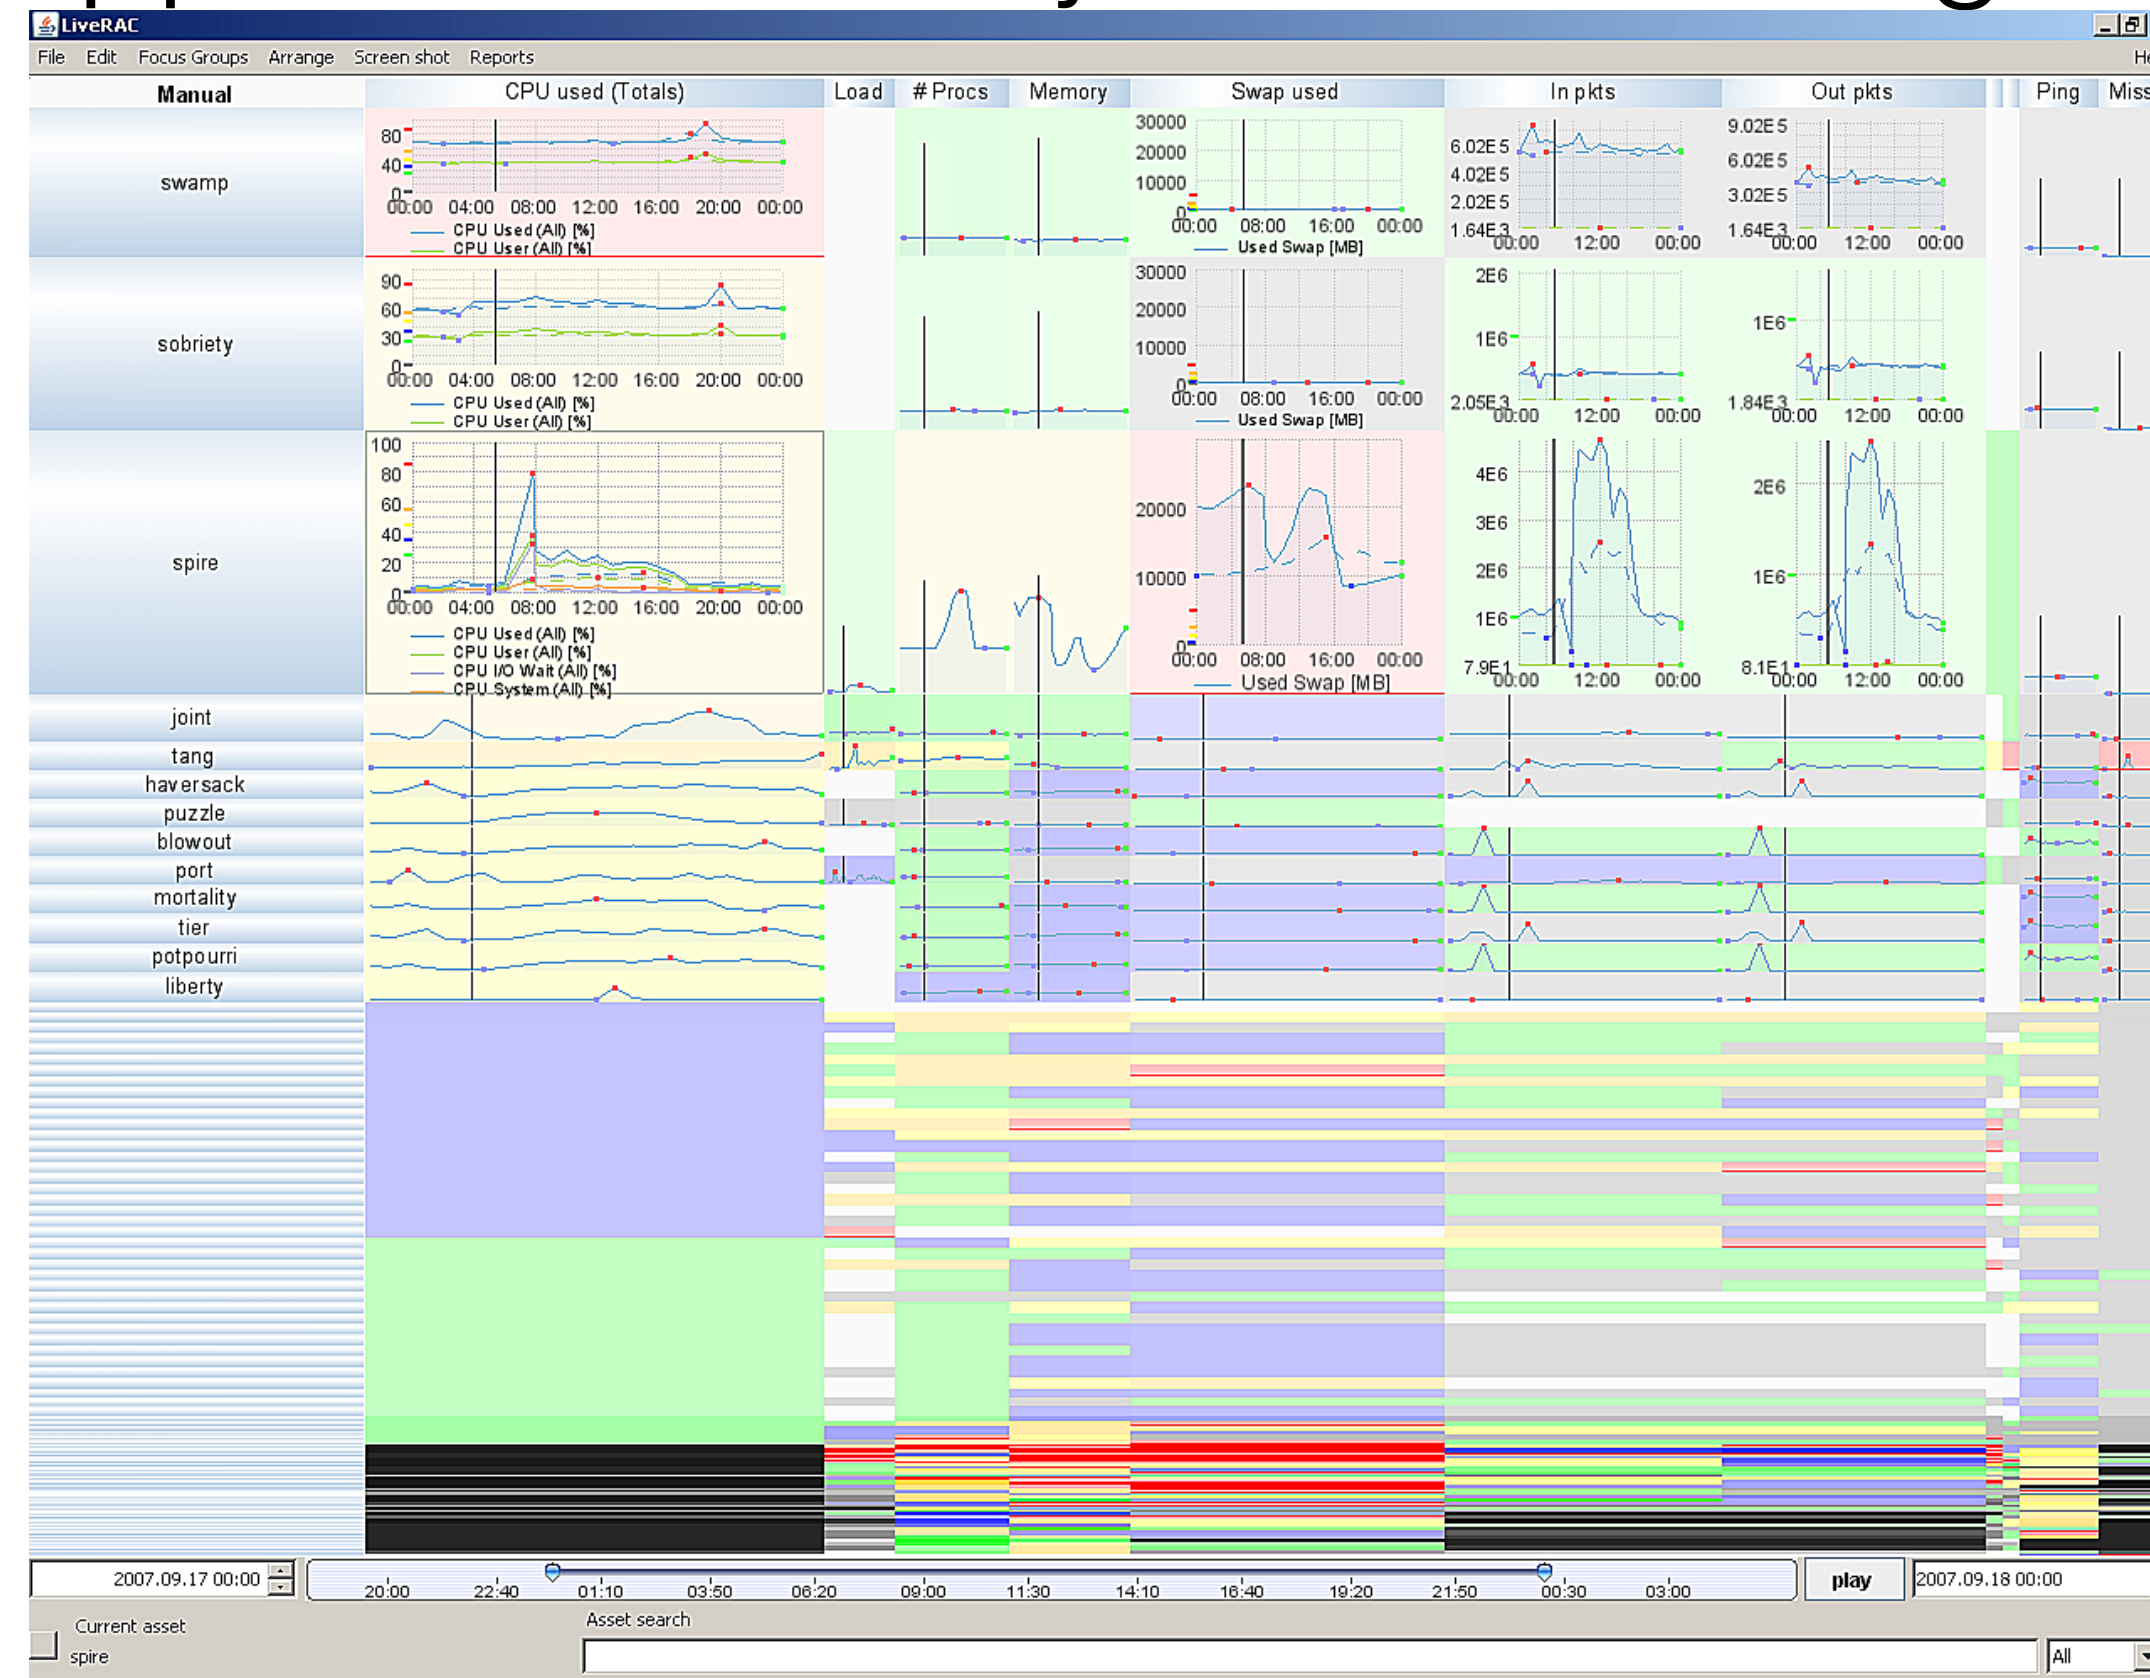 LiveRAC
File Edit Focus Groups Arrange Screen shot Reports
Manual CPU used (Totals) Load # Procs Memory Swap used In pkts Out pkts Ping Miss
swamp
80
40
0
00:00 04:00 08:00 12:00 16:00 20:00 00:00
CPU Used (All) [%]
CPU User (All) [%]
30000
20000
10000
0
00:00 08:00 16:00 00:00
Used Swap [MB]
6.02E5
4.02E5
2.02E5
1.64E3
00:00 12:00 00:00
9.02E5
6.02E5
3.02E5
1.64E3
00:00 12:00 00:00
sobriety
90
60
30
0
00:00 04:00 08:00 12:00 16:00 20:00 00:00
CPU Used (All) [%]
CPU User (All) [%]
30000
20000
10000
0
00:00 08:00 16:00 00:00
Used Swap [MB]
2E6
1E6
2.05E3
00:00 12:00 00:00
1E6
1.84E3
00:00 12:00 00:00
spire
100
80
60
40
20
0
00:00 04:00 08:00 12:00 16:00 20:00 00:00
CPU Used (All) [%]
CPU User (All) [%]
CPU I/O Wait (All) [%]
CPU System (All) [%]
20000
10000
0
00:00 08:00 16:00 00:00
Used Swap [MB]
4E6
3E6
2E6
1E6
7.9E1
00:00 12:00 00:00
2E6
1E6
8.1E1
00:00 12:00 00:00
joint
tang
haversack
puzzle
blowout
port
mortality
tier
potpourri
liberty
2007.09.17 00:00 20:00 22:40 01:10 03:50 06:20 09:00 11:30 14:10 16:40 19:20 21:50 00:30 03:00 play 2007.09.18 00:00
Current asset Asset search
spire All